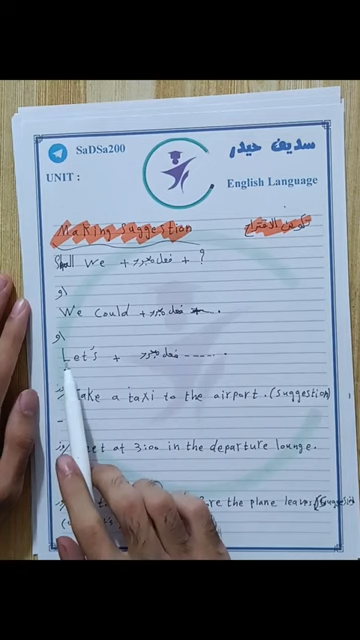 SaDSa200
سديف حيدر
UNIT :
English Language
Making Suggestion
تكوين الاقتراح
Shall we + فعل مجرد + ?
او
We could + فعل مجرد .
او
Let's + فعل مجرد ------ .
take a taxi to the airport. (suggestion)
at 3:00 in the departure lounge.
the plane leaves.